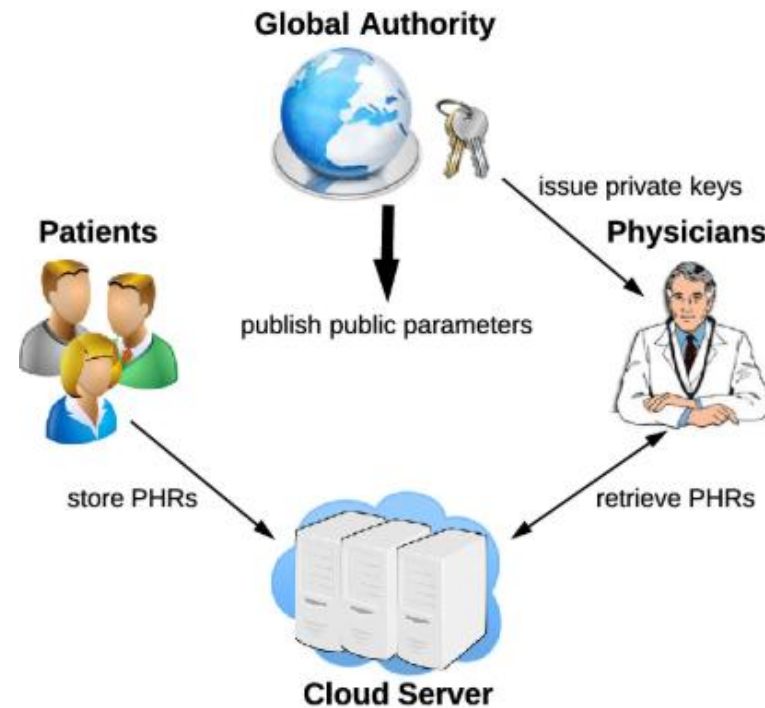 Global Authority
issue private keys
Patients
Physicians
publish public parameters
store PHRs
retrieve PHRs
Cloud Server